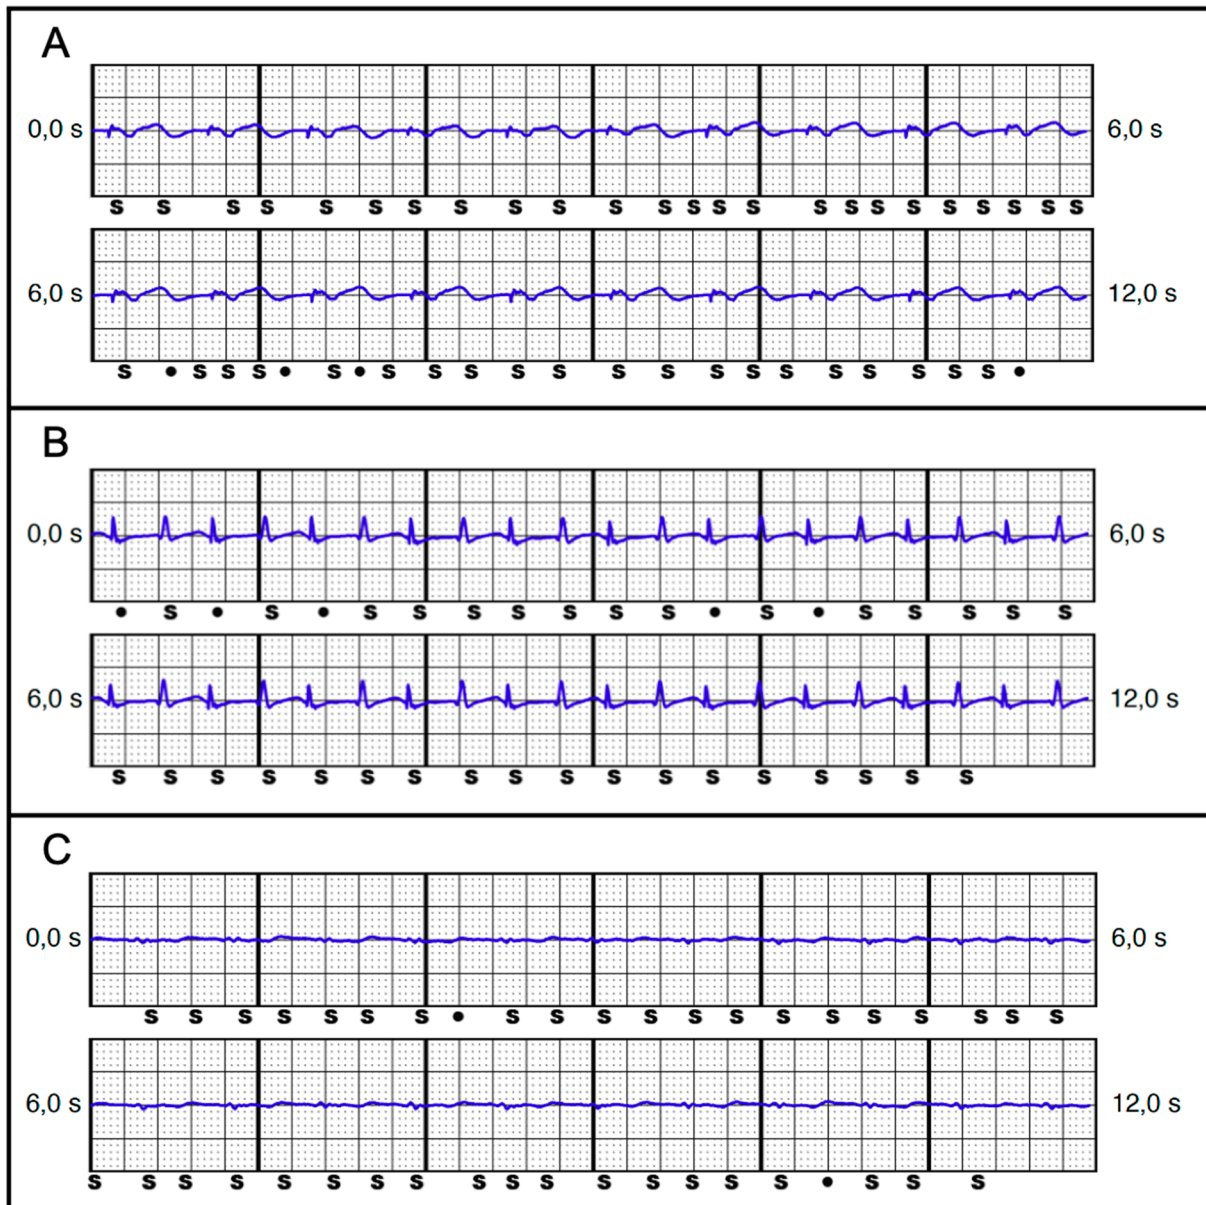 A
0,0 s 6,0 s
S S S S S S S S S S S S S S S S S S S S S S S S
6,0 s 12,0 s
S • S S S • S • S S S S S S S S S S S S S S •
B
0,0 s 6,0 s
• S • S • S S S S S S S • S • S S S S S
6,0 s 12,0 s
S S S S S S S S S S S S S S S S S S
C
0,0 s 6,0 s
S S S S S S S • S S S S S S S S S S S S S
6,0 s 12,0 s
S S S S S S S S S S S S S S S • S S S